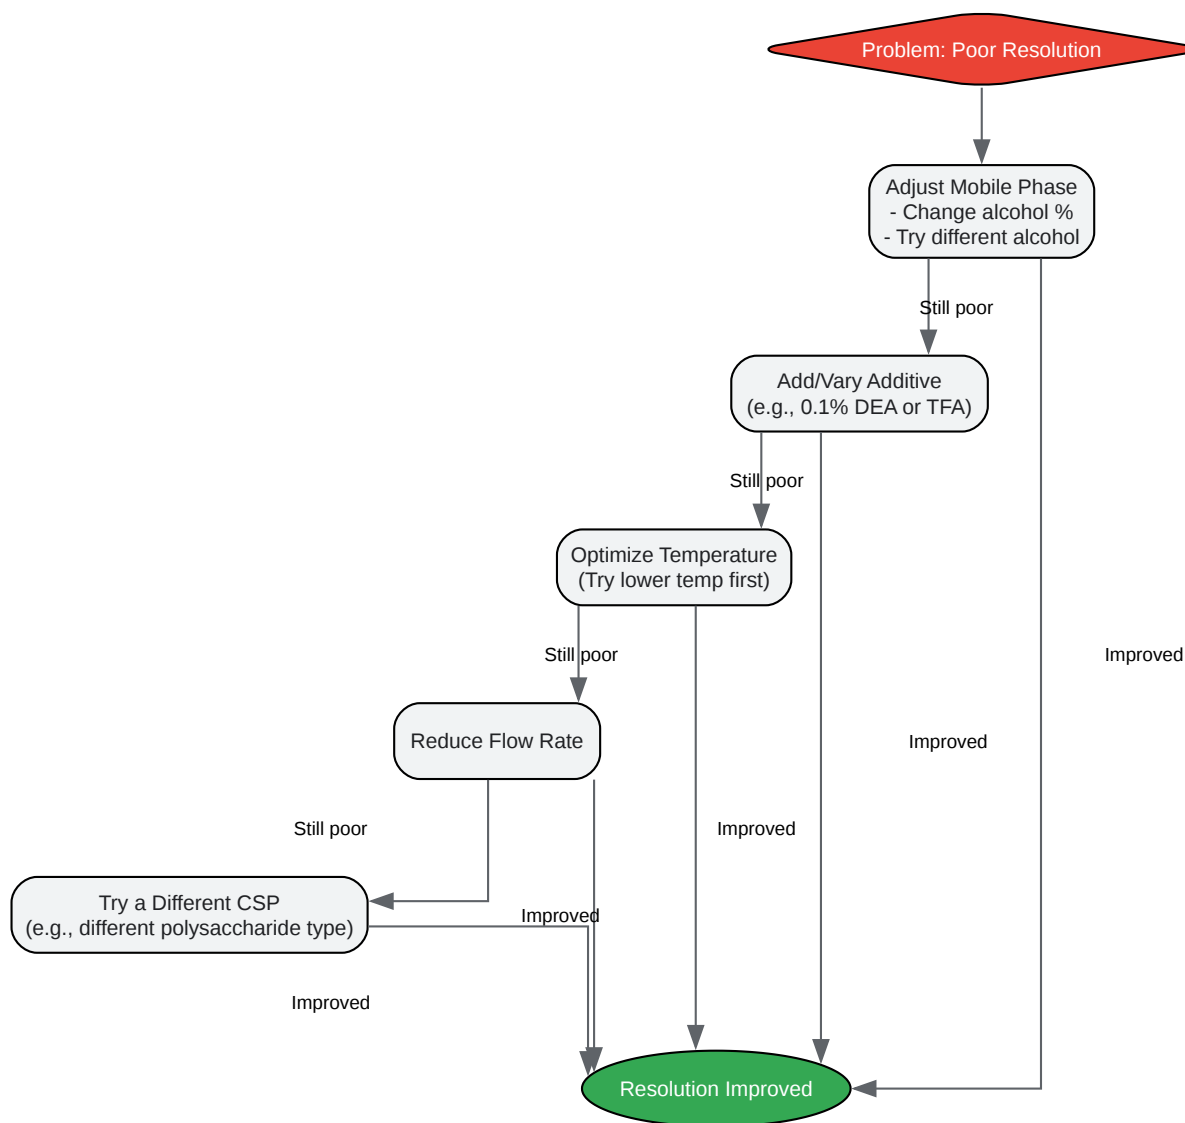 Problem: Poor Resolution
Adjust Mobile Phase
- Change alcohol %
- Try different alcohol
Still poor
Add/Vary Additive
(e.g., 0.1% DEA or TFA)
Still poor
Optimize Temperature
(Try lower temp first)
Still poor
Improved
Reduce Flow Rate
Improved
Still poor
Improved
Try a Different CSP
(e.g., different polysaccharide type)
Improved
Improved
Resolution Improved